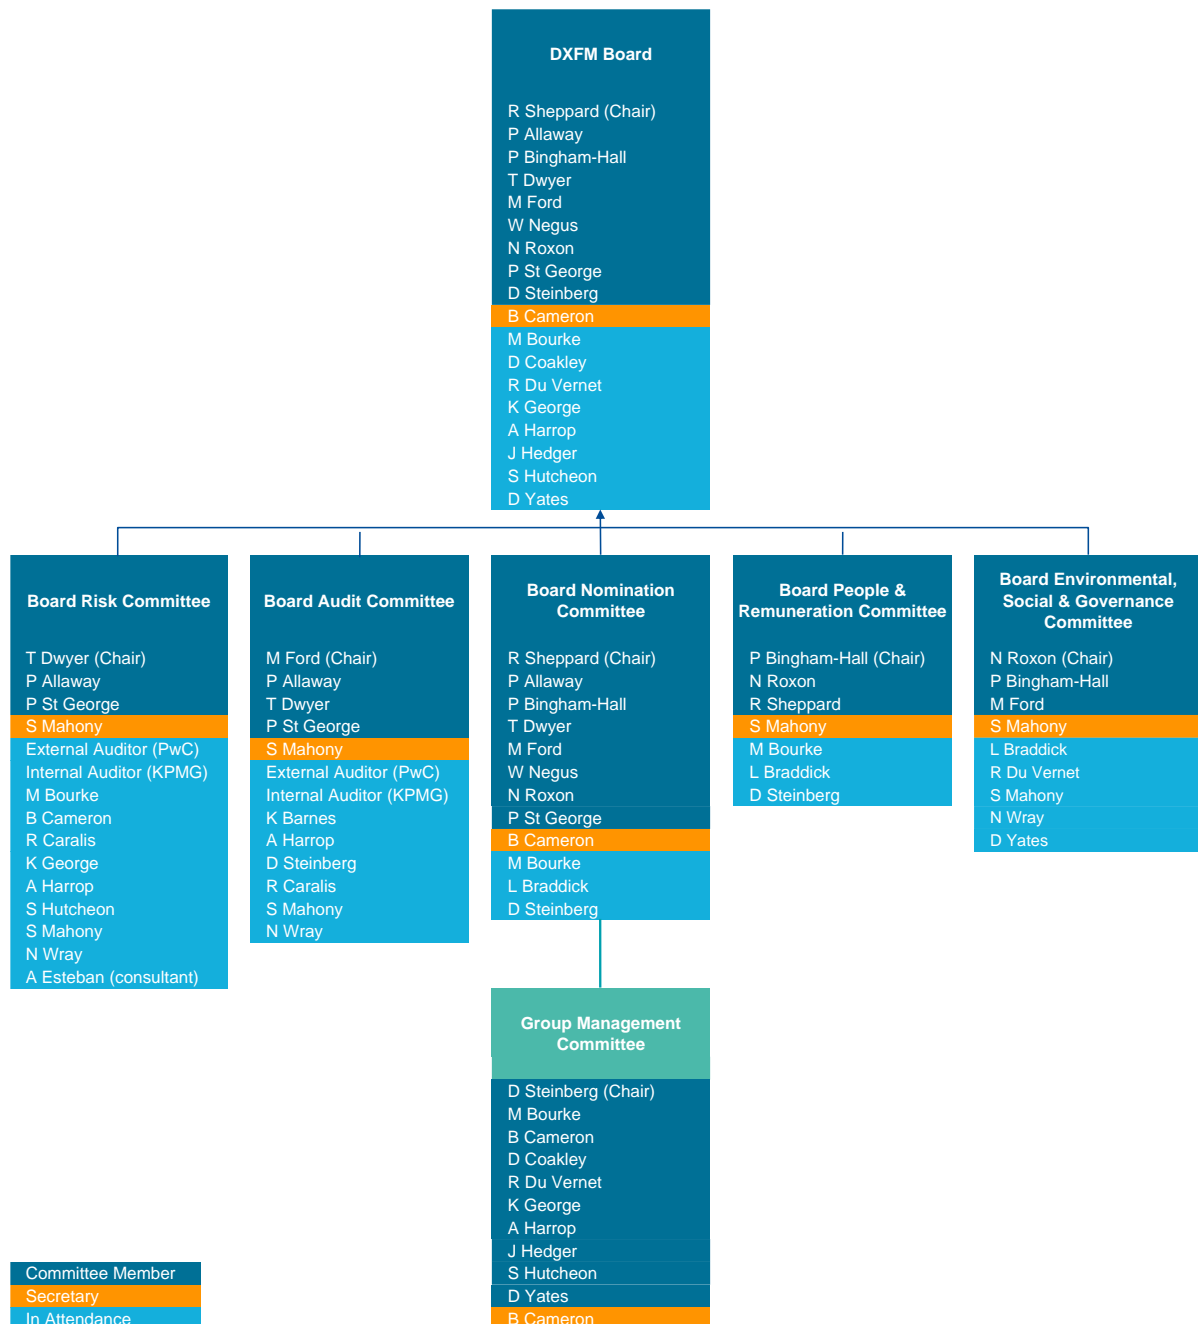 DXFM Board
R Sheppard (Chair)
P Allaway
P Bingham-Hall
T Dwyer
M Ford
W Negus
N Roxon
P St George
D Steinberg
B Cameron
M Bourke
D Coakley
R Du Vernet
K George
A Harrop
J Hedger
S Hutcheon
D Yates
Board Risk Committee
T Dwyer (Chair)
P Allaway
P St George
S Mahony
External Auditor (PwC)
Internal Auditor (KPMG)
M Bourke
B Cameron
R Caralis
K George
A Harrop
S Hutcheon
S Mahony
N Wray
A Esteban (consultant)
Board Audit Committee
M Ford (Chair)
P Allaway
T Dwyer
P St George
S Mahony
External Auditor (PwC)
Internal Auditor (KPMG)
K Barnes
A Harrop
D Steinberg
R Caralis
S Mahony
N Wray
Board Nomination
Committee
R Sheppard (Chair)
P Allaway
P Bingham-Hall
T Dwyer
M Ford
W Negus
N Roxon
P St George
B Cameron
M Bourke
L Braddick
D Steinberg
Board People &
Remuneration Committee
P Bingham-Hall (Chair)
N Roxon
R Sheppard
S Mahony
M Bourke
L Braddick
D Steinberg
Board Environmental,
Social & Governance
Committee
N Roxon (Chair)
P Bingham-Hall
M Ford
S Mahony
L Braddick
R Du Vernet
S Mahony
N Wray
D Yates
Group Management
Committee
D Steinberg (Chair)
M Bourke
B Cameron
D Coakley
R Du Vernet
K George
A Harrop
J Hedger
S Hutcheon
D Yates
B Cameron
Committee Member
Secretary
In Attendance